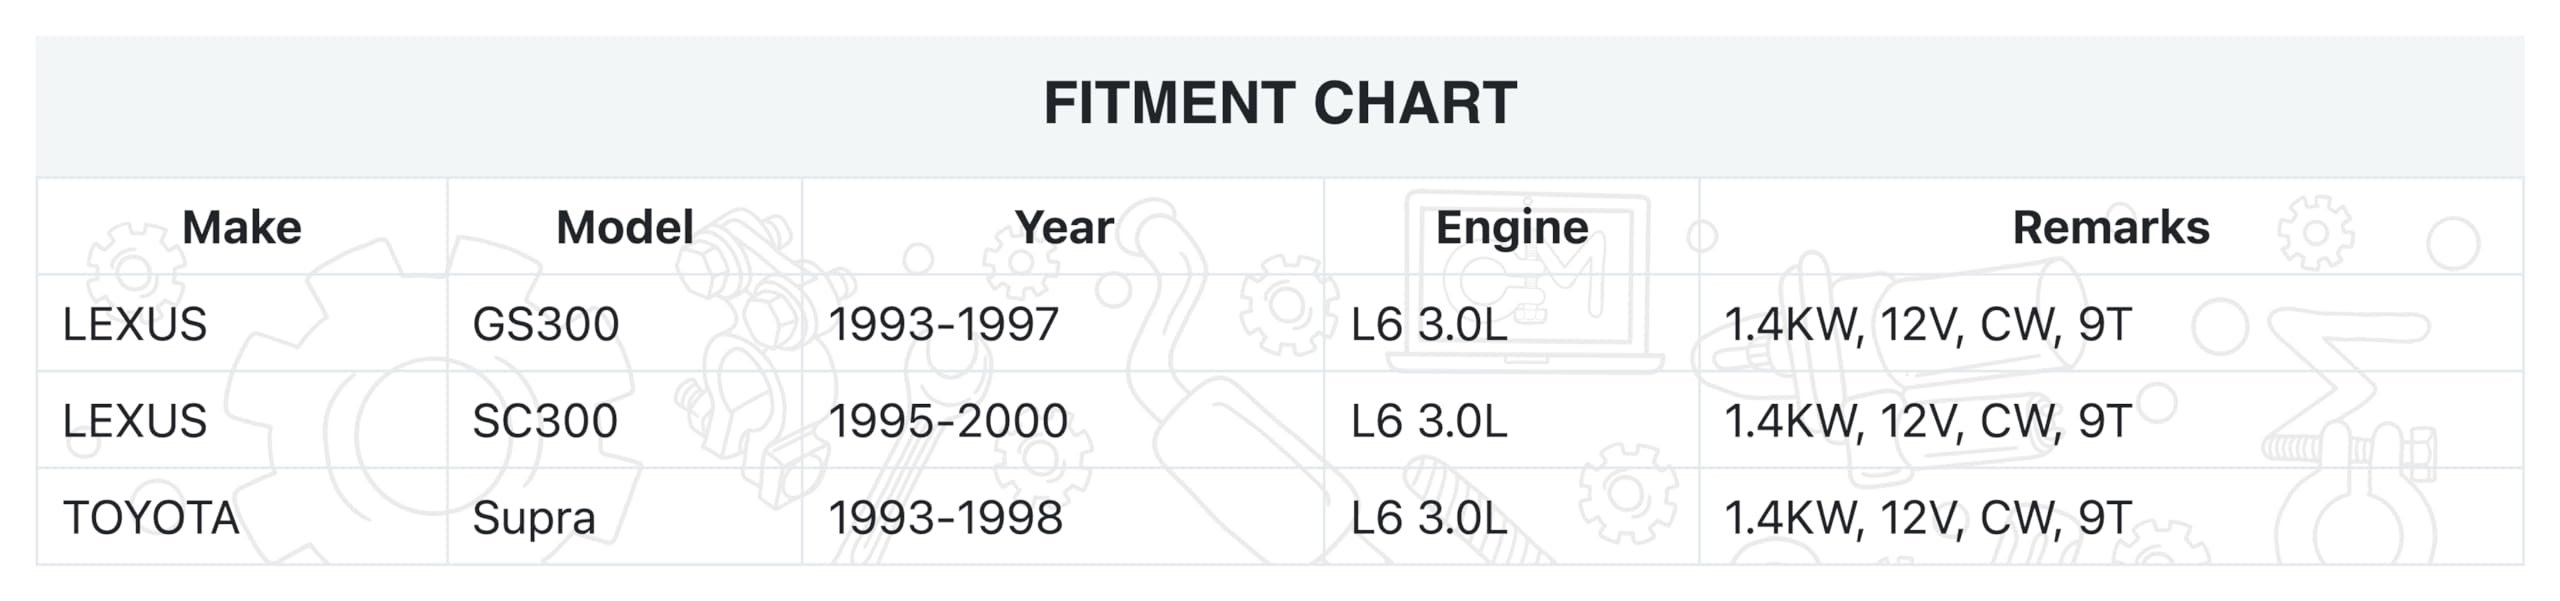 FITMENT CHART
Make Model Year Engine Remarks
LEXUS GS300 1993-1997 L6 3.0L 1.4KW, 12V, CW, 9T
LEXUS SC300 1995-2000 L6 3.0L 1.4KW, 12V, CW, 9T
TOYOTA Supra 1993-1998 L6 3.0L 1.4KW, 12V, CW, 9T